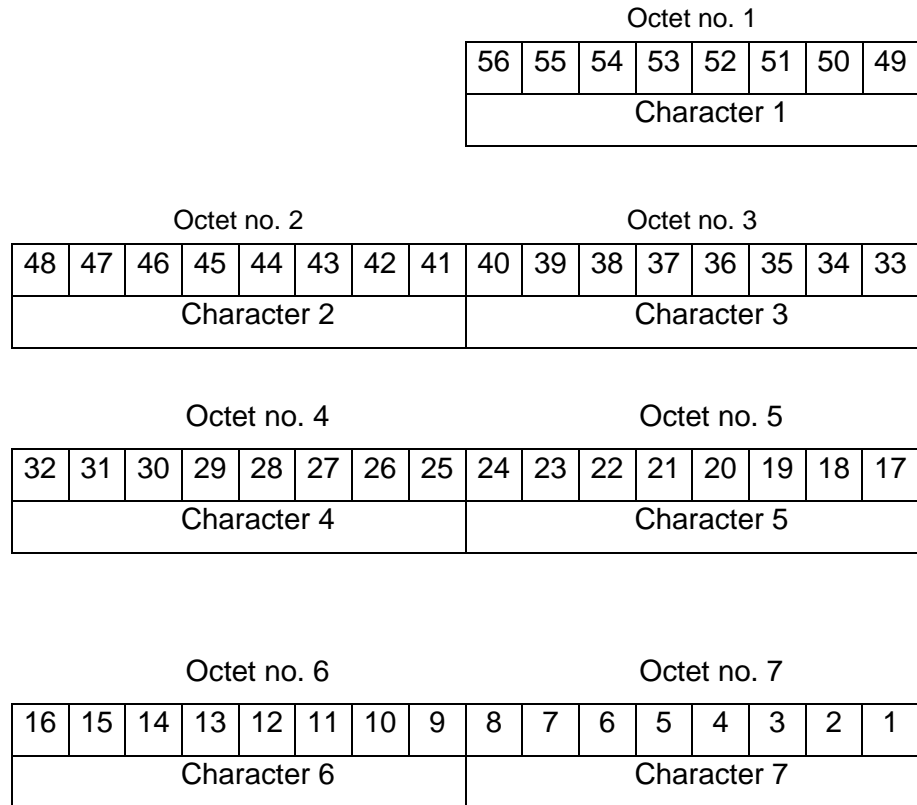 Octet no. 1
56 55 54 53 52 51 50 49
Character 1
Octet no. 2 Octet no. 3
48 47 46 45 44 43 42 41 40 39 38 37 36 35 34 33
Character 2 Character 3
Octet no. 4 Octet no. 5
32 31 30 29 28 27 26 25 24 23 22 21 20 19 18 17
Character 4 Character 5
Octet no. 6 Octet no. 7
16 15 14 13 12 11 10 9 8 7 6 5 4 3 2 1
Character 6 Character 7